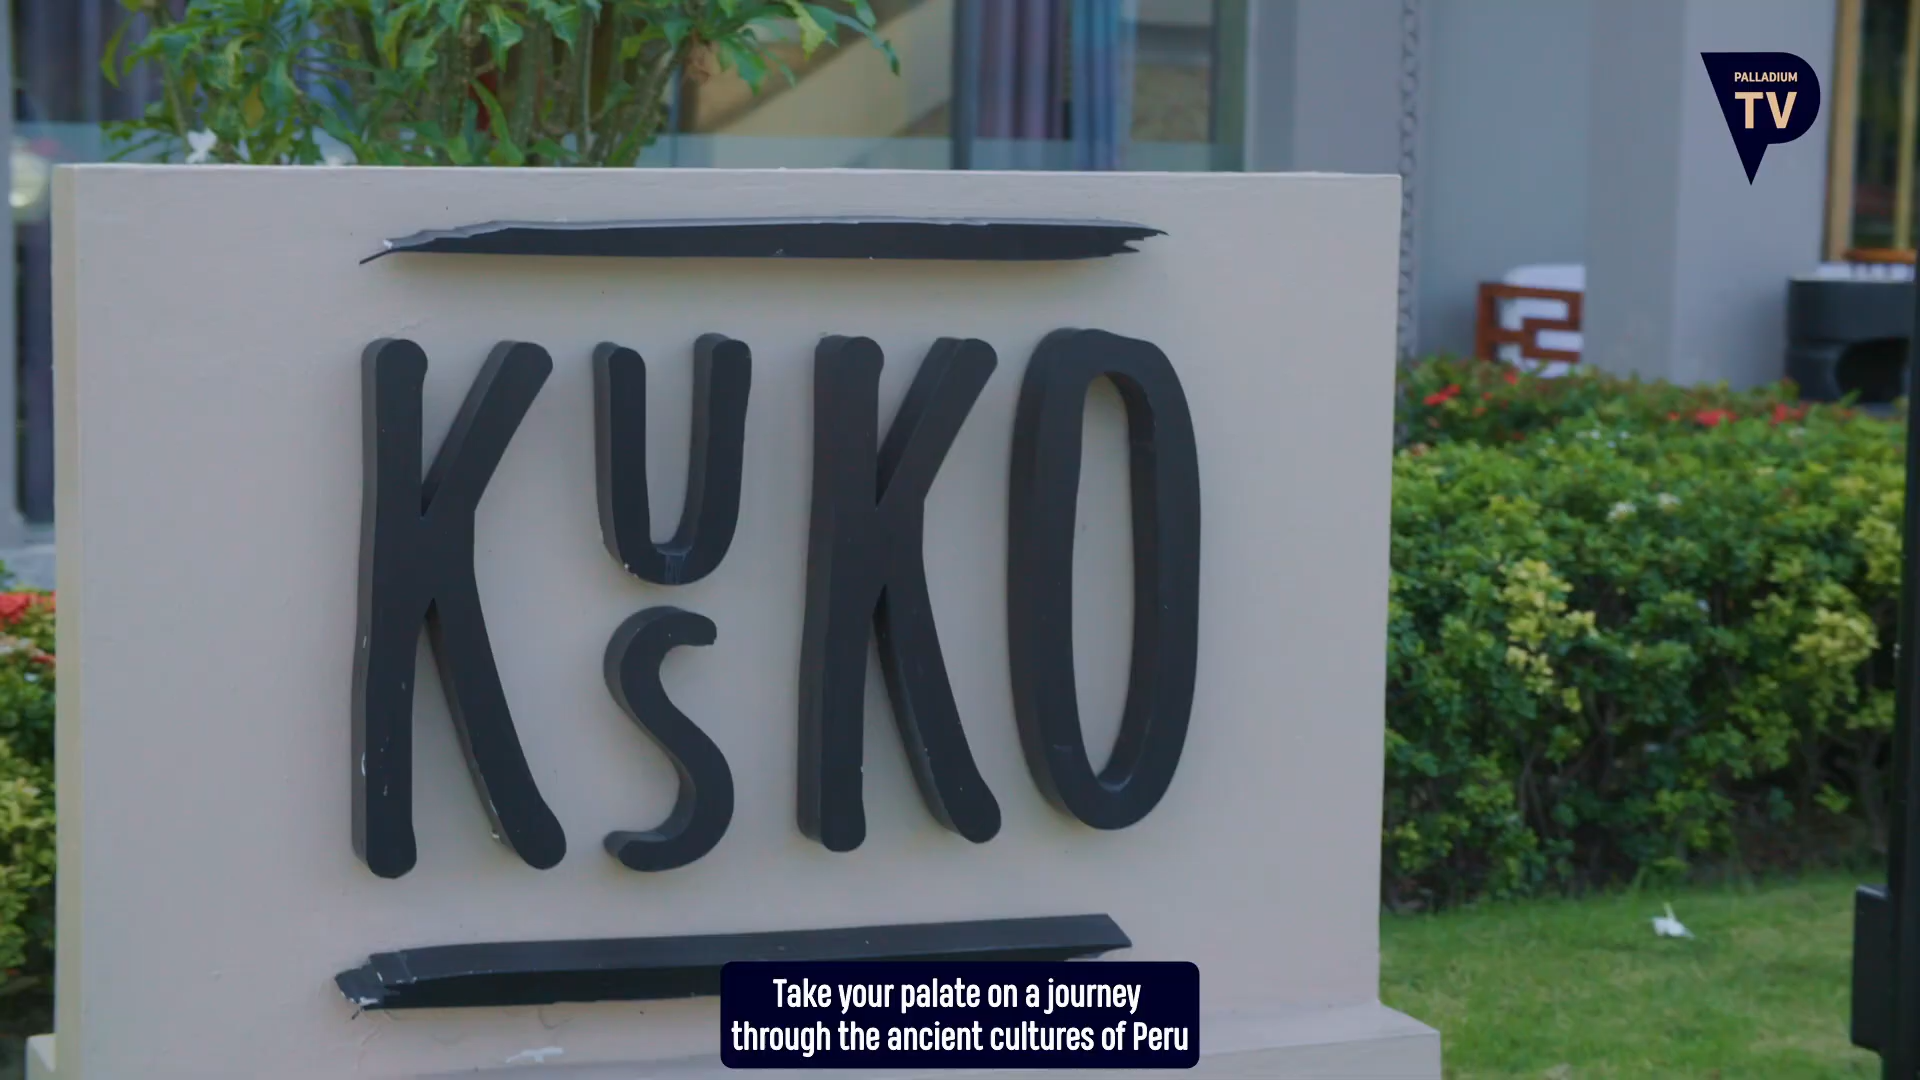 PALLADIUM
TV
KUSKO
Take your palate on a journey
through the ancient cultures of Peru